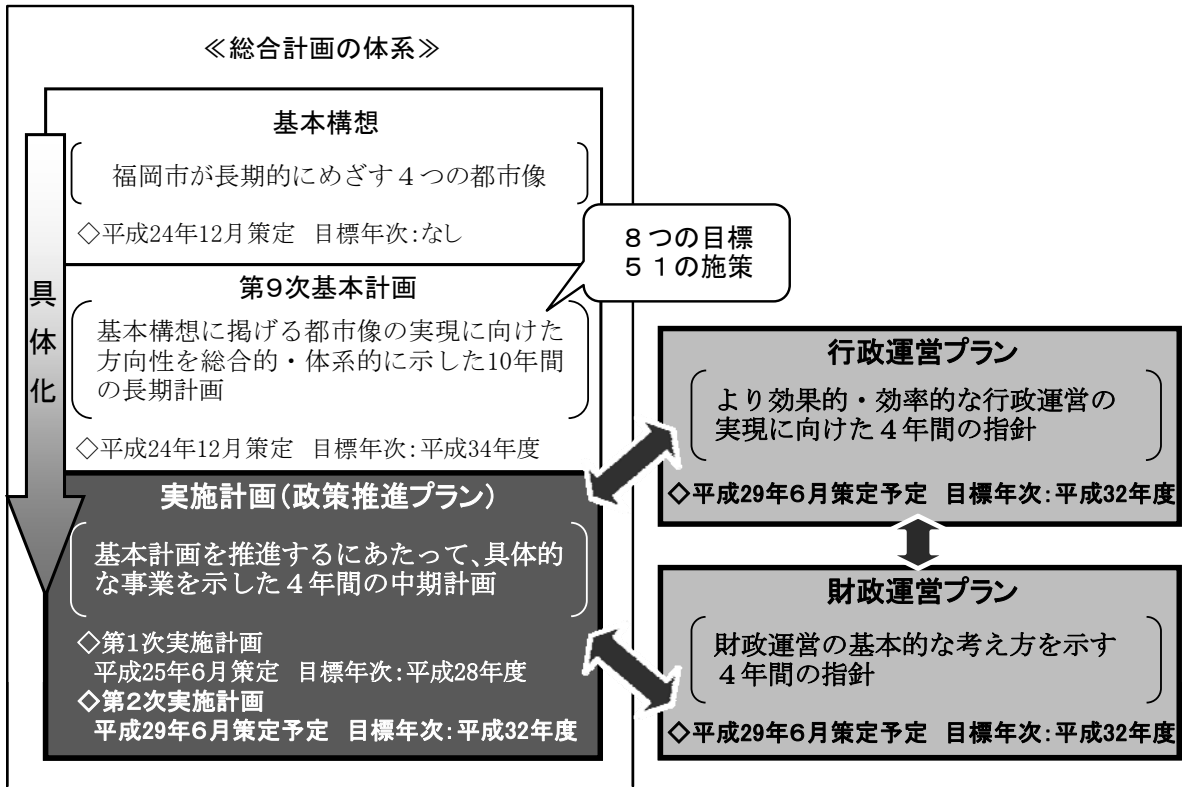 ≪総合計画の体系≫
具体化
基本構想
福岡市が長期的にめざす４つの都市像
◇平成24年12月策定　目標年次：なし
８つの目標
５１の施策
第９次基本計画
基本構想に掲げる都市像の実現に向けた
方向性を総合的・体系的に示した10年間
の長期計画
◇平成24年12月策定　目標年次：平成34年度
実施計画（政策推進プラン）
基本計画を推進するにあたって、具体的
な事業を示した４年間の中期計画
◇第１次実施計画
平成25年6月策定　目標年次：平成28年度
◇第２次実施計画
平成29年６月策定予定　目標年次：平成32年度
行政運営プラン
より効果的・効率的な行政運営の
実現に向けた４年間の指針
◇平成29年６月策定予定　目標年次：平成32年度
財政運営プラン
財政運営の基本的な考え方を示す
４年間の指針
◇平成29年６月策定予定　目標年次：平成32年度